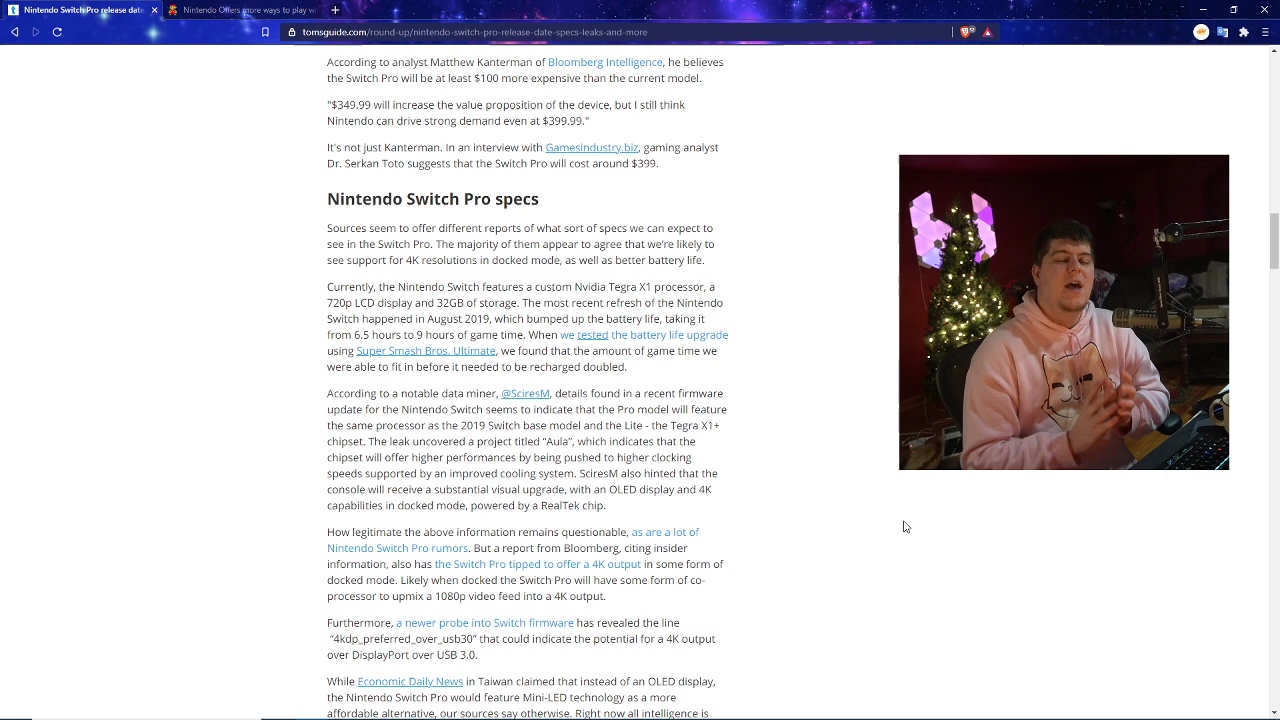 Nintendo Switch Pro release date
Nintendo Offers more ways to play wi
tomsguide.com/round-up/nintendo-switch-pro-release-date-specs-leaks-and-more
According to analyst Matthew Kanterman of Bloomberg Intelligence, he believes
the Switch Pro will be at least $100 more expensive than the current model.
"$349.99 will increase the value proposition of the device, but I still think
Nintendo can drive strong demand even at $399.99."
It's not just Kanterman. In an interview with Gamesindustry.biz, gaming analyst
Dr. Serkan Toto suggests that the Switch Pro will cost around $399.
Nintendo Switch Pro specs
Sources seem to offer different reports of what sort of specs we can expect to
see in the Switch Pro. The majority of them appear to agree that we're likely to
see support for 4K resolutions in docked mode, as well as better battery life.
Currently, the Nintendo Switch features a custom Nvidia Tegra X1 processor, a
720p LCD display and 32GB of storage. The most recent refresh of the Nintendo
Switch happened in August 2019, which bumped up the battery life, taking it
from 6.5 hours to 9 hours of game time. When we tested the battery life upgrade
using Super Smash Bros. Ultimate, we found that the amount of game time we
were able to fit in before it needed to be recharged doubled.
According to a notable data miner, @SciresM, details found in a recent firmware
update for the Nintendo Switch seems to indicate that the Pro model will feature
the same processor as the 2019 Switch base model and the Lite - the Tegra X1+
chipset. The leak uncovered a project titled “Aula”, which indicates that the
chipset will offer higher performances by being pushed to higher clocking
speeds supported by an improved cooling system. SciresM also hinted that the
console will receive a substantial visual upgrade, with an OLED display and 4K
capabilities in docked mode, powered by a RealTek chip.
How legitimate the above information remains questionable, as are a lot of
Nintendo Switch Pro rumors. But a report from Bloomberg, citing insider
information, also has the Switch Pro tipped to offer a 4K output in some form of
docked mode. Likely when docked the Switch Pro will have some form of co-
processor to upmix a 1080p video feed into a 4K output.
Furthermore, a newer probe into Switch firmware has revealed the line
“4kdp_preferred_over_usb30” that could indicate the potential for a 4K output
over DisplayPort over USB 3.0.
While Economic Daily News in Taiwan claimed that instead of an OLED display,
the Nintendo Switch Pro would feature Mini-LED technology as a more
affordable alternative, our sources say otherwise. Right now all intelligence is